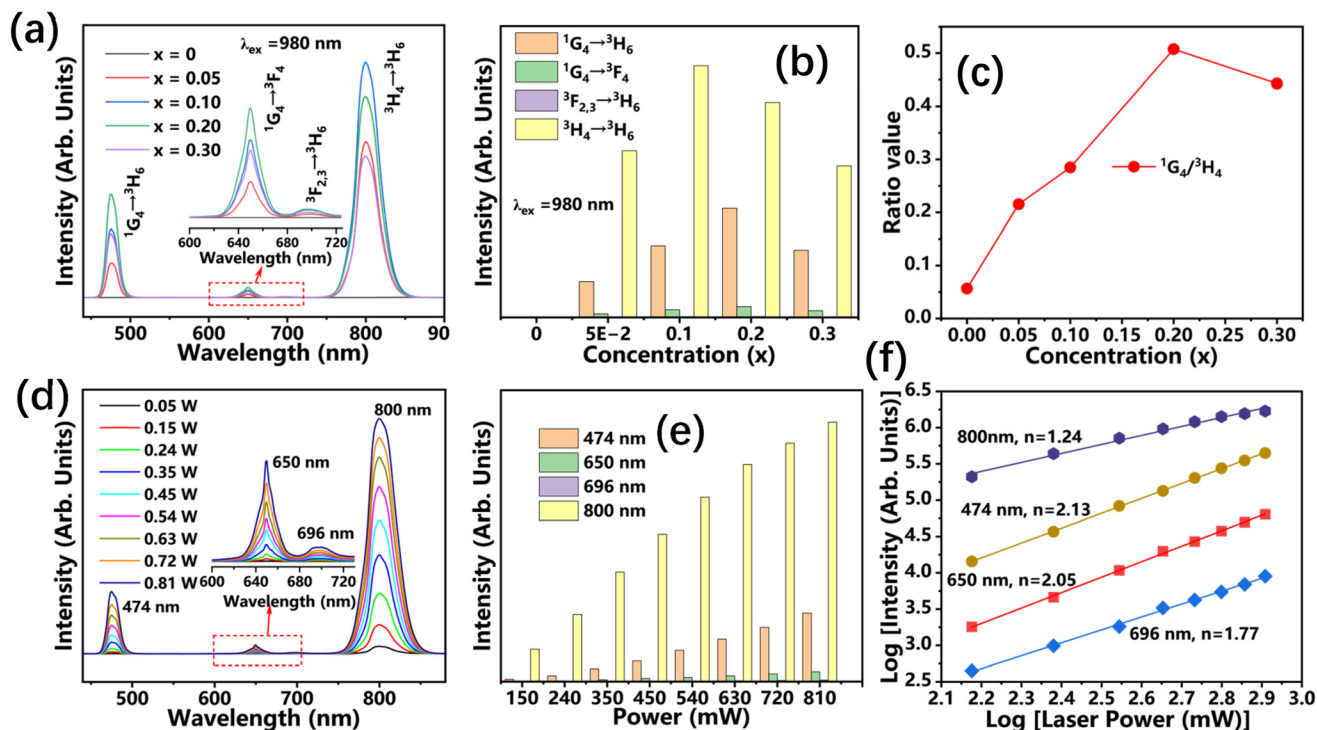 (a)
x = 0
x = 0.05
x = 0.10
x = 0.20
x = 0.30
λex =980 nm
¹G₄→³H₆
¹G₄→³F₄
³F₂,₃→³H₆
³H₄→³H₆
600 640 680 720
Wavelength (nm)
500 600 700 800 90
Wavelength (nm)
Intensity (Arb. Units)
(b)
¹G₄→³H₆
¹G₄→³F₄
³F₂,₃→³H₆
³H₄→³H₆
λex =980 nm
0 5E−2 0.1 0.2 0.3
Concentration (x)
Intensity (Arb. Units)
(c)
0.5
0.4
0.3
0.2
0.1
0.0
¹G₄/³H₄
0.00 0.05 0.10 0.15 0.20 0.25 0.30
Concentration (x)
Ratio value
(d)
0.05 W
0.15 W
0.24 W
0.35 W
0.45 W
0.54 W
0.63 W
0.72 W
0.81 W
474 nm
650 nm
696 nm
800 nm
600 640 680 720
Wavelength (nm)
500 600 700 800
Wavelength (nm)
Intensity (Arb. Units)
(e)
474 nm
650 nm
696 nm
800 nm
150 240 350 450 540 630 720 810
Power (mW)
Intensity (Arb. Units)
(f)
6.5
6.0
5.5
5.0
4.5
4.0
3.5
3.0
2.5
800nm, n=1.24
474 nm, n=2.13
650 nm, n=2.05
696 nm, n=1.77
2.1 2.2 2.3 2.4 2.5 2.6 2.7 2.8 2.9 3.0
Log [Laser Power (mW)]
Log [Intensity (Arb. Units)]